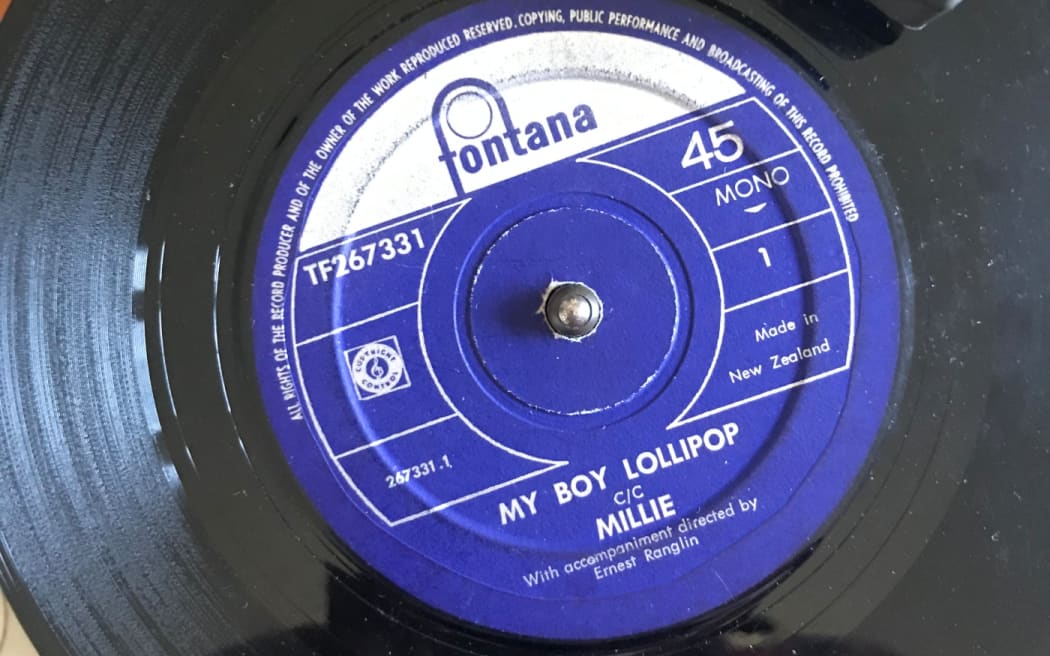 ALL RIGHTS OF THE RECORD PRODUCER AND OF THE OWNER OF THE WORK REPRODUCED RESERVED. COPYING, PUBLIC PERFORMANCE AND BROADCASTING OF THIS RECORD PROHIBITED
fontana
45
MONO
1
Made in
New Zealand
TF267331
COPYRIGHT
CONTROL
267331.1
MY BOY LOLLIPOP
C/C
MILLIE
With accompaniment directed by
Ernest Ranglin